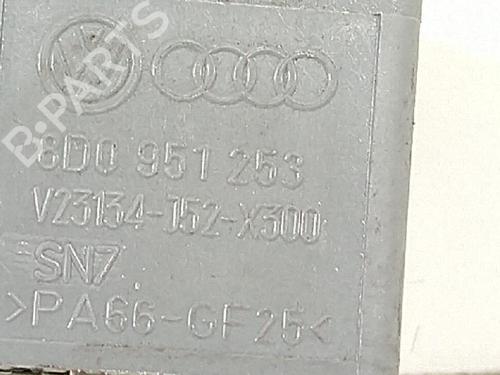 B-PARTS
8D0 951 253
V23134-J52-X300
SN7
>PA66-GF25<